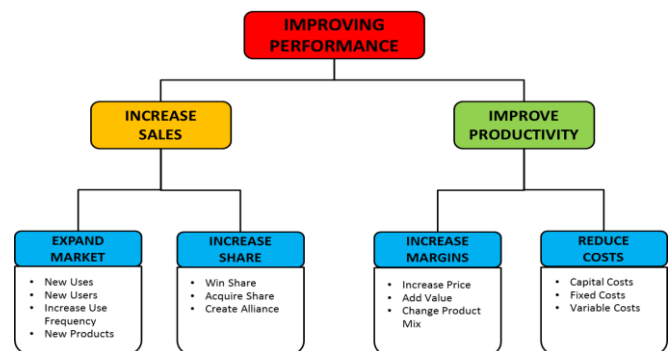 IMPROVING
PERFORMANCE
INCREASE
SALES
IMPROVE
PRODUCTIVITY
EXPAND
MARKET
• New Uses
• New Users
• Increase Use
Frequency
• New Products
INCREASE
SHARE
• Win Share
• Acquire Share
• Create Alliance
INCREASE
MARGINS
• Increase Price
• Add Value
• Change Product
Mix
REDUCE
COSTS
• Capital Costs
• Fixed Costs
• Variable Costs